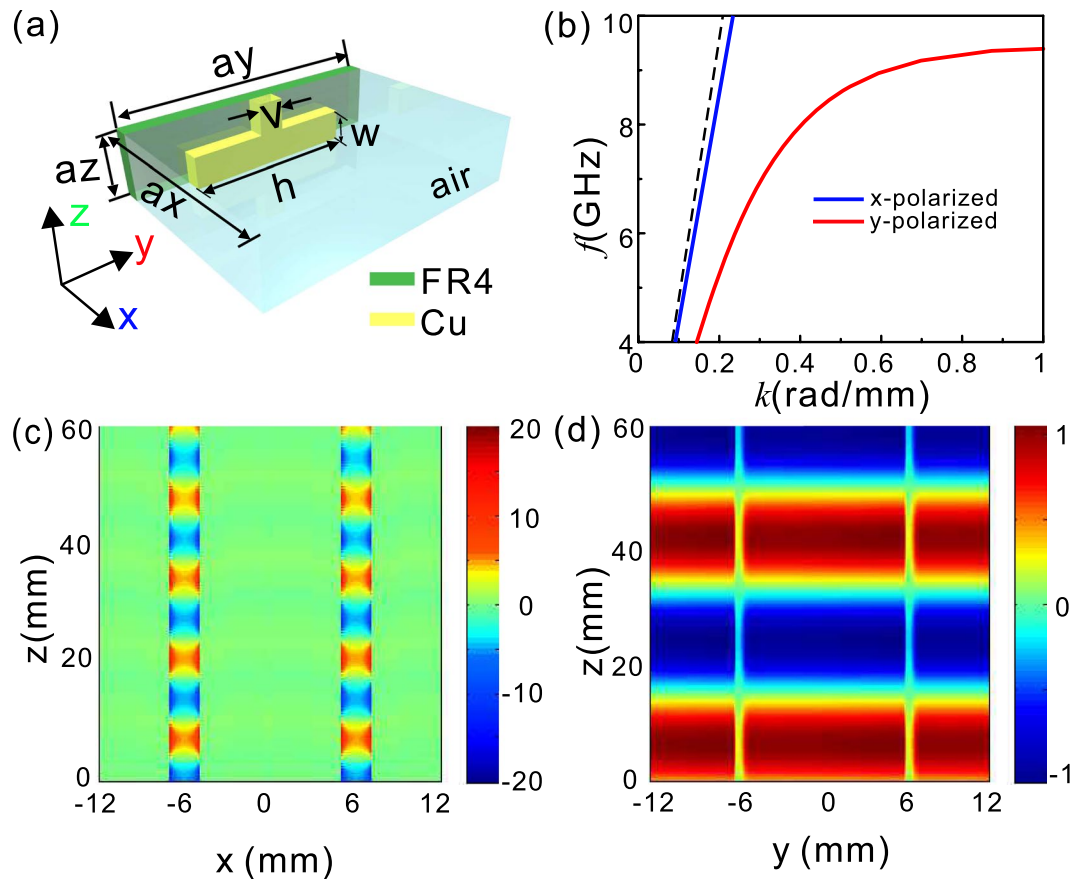 (a)
ay
v
w
az
ax
h
air
z
y
x
FR4
Cu
(b)
10
8
6
4
f(GHz)
x-polarized
y-polarized
0 0.2 0.4 0.6 0.8 1
k(rad/mm)
(c)
60
40
20
0
z(mm)
-12 -6 0 6 12
x (mm)
20
10
0
-10
-20
(d)
60
40
20
0
z(mm)
-12 -6 0 6 12
y (mm)
1
0
-1